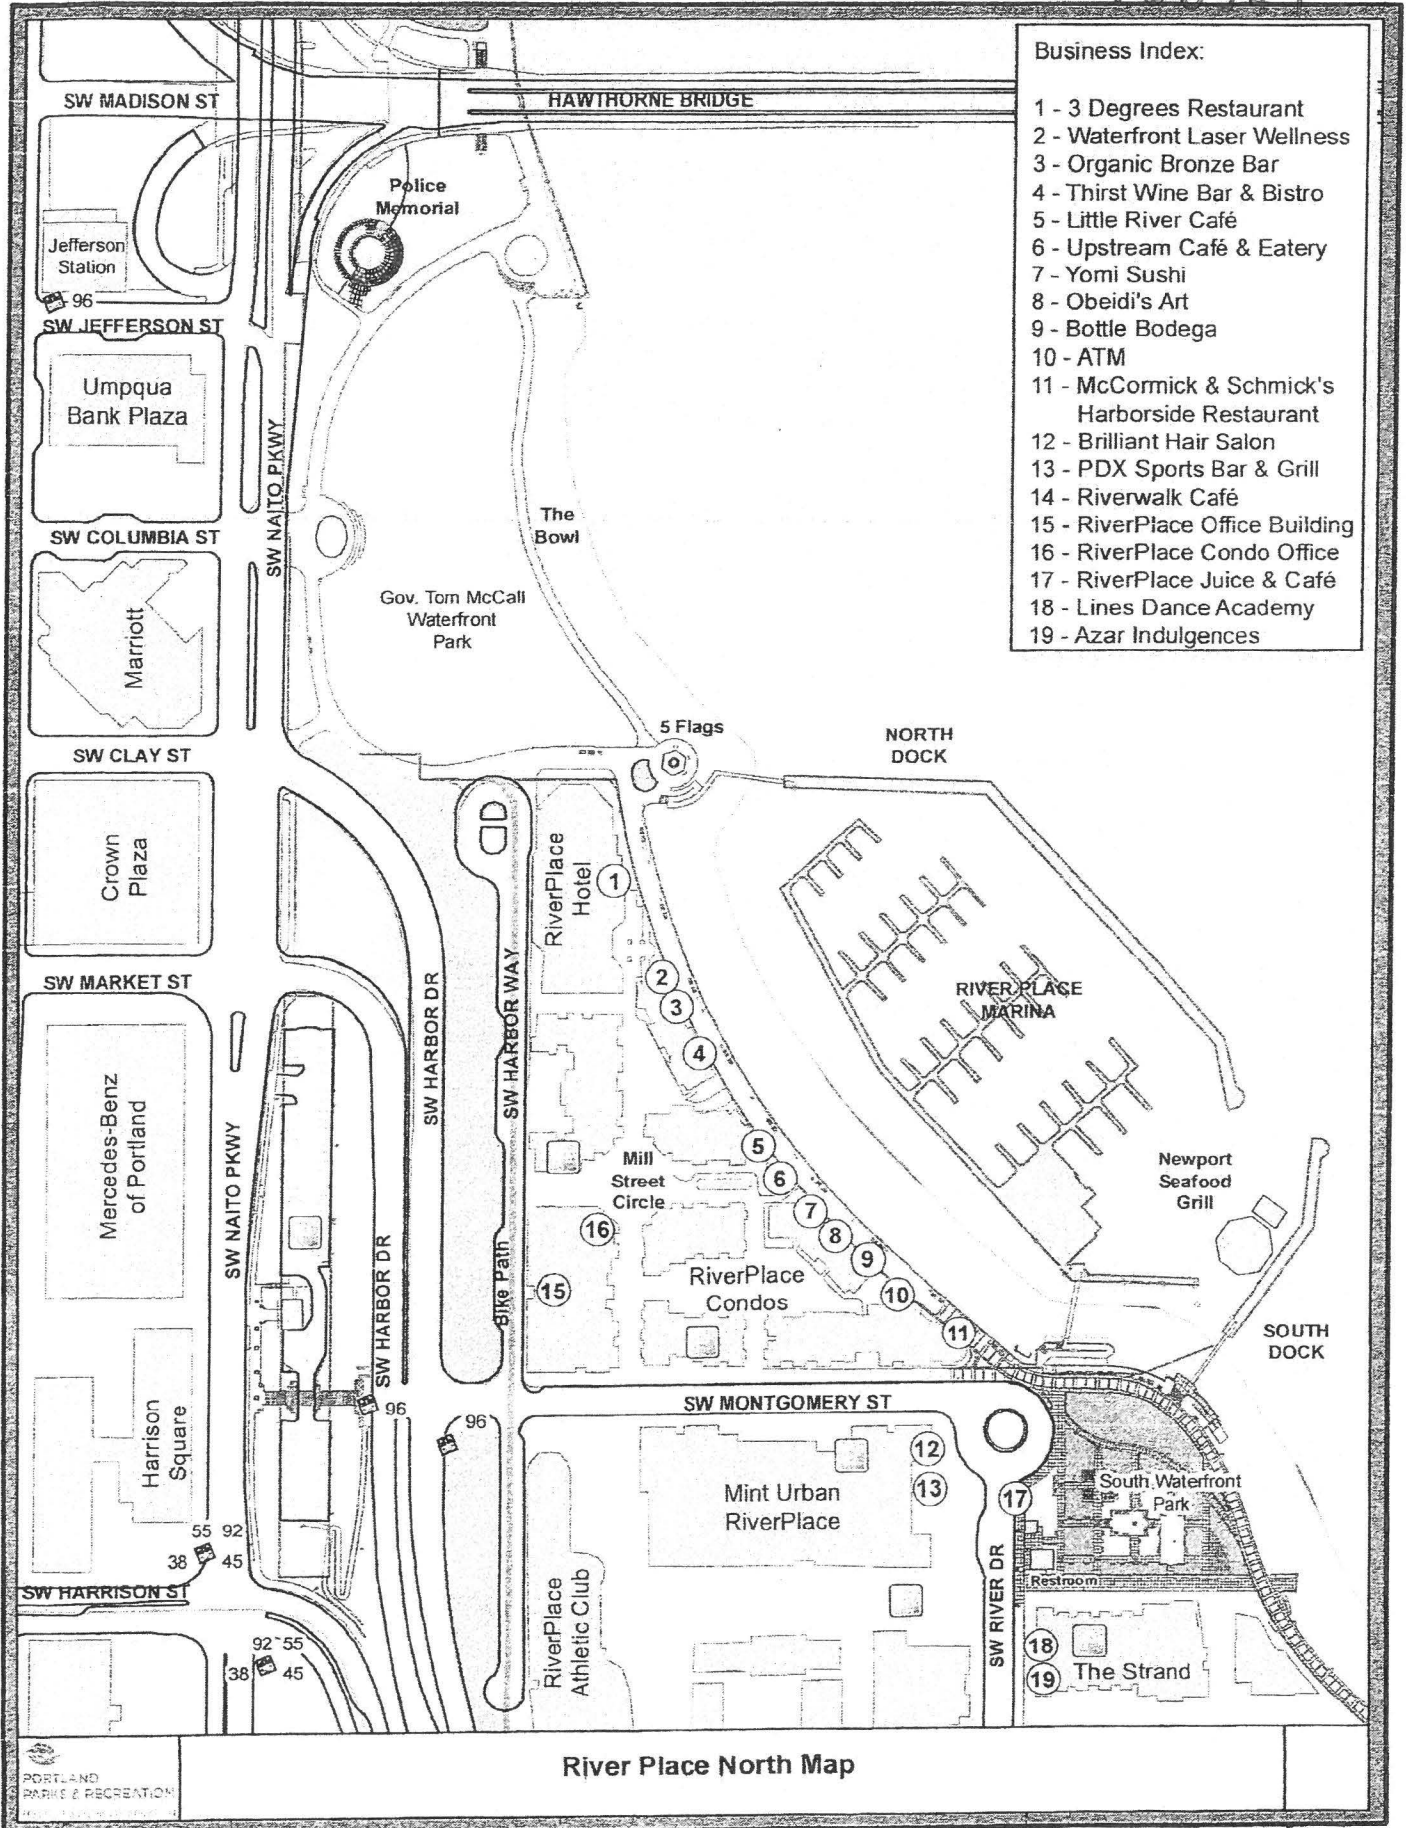 Business Index:
1 - 3 Degrees Restaurant
2 - Waterfront Laser Wellness
3 - Organic Bronze Bar
4 - Thirst Wine Bar & Bistro
5 - Little River Café
6 - Upstream Café & Eatery
7 - Yomi Sushi
8 - Obeidi's Art
9 - Bottle Bodega
10 - ATM
11 - McCormick & Schmick's
Harborside Restaurant
12 - Brilliant Hair Salon
13 - PDX Sports Bar & Grill
14 - Riverwalk Café
15 - RiverPlace Office Building
16 - RiverPlace Condo Office
17 - RiverPlace Juice & Café
18 - Lines Dance Academy
19 - Azar Indulgences
SW MADISON ST
HAWTHORNE BRIDGE
Police
Memorial
Jefferson
Station
96
SW JEFFERSON ST
Umpqua
Bank Plaza
SW NAITO PKWY
The
Bowl
SW COLUMBIA ST
Gov. Tom McCall
Waterfront
Park
Marriott
5 Flags
NORTH
DOCK
SW CLAY ST
Crown
Plaza
RiverPlace
Hotel
1
SW MARKET ST
SW HARBOR DR
SW HARBOR WAY
2
3
4
RIVER PLACE
MARINA
Mercedes-Benz
of Portland
SW NAITO PKWY
Mill
Street
Circle
5
6
7
8
9
10
11
Newport
Seafood
Grill
16
15
Bike Path
SW HARBOR DR
RiverPlace
Condos
SOUTH
DOCK
Harrison
Square
96
96
SW MONTGOMERY ST
12
13
Mint Urban
RiverPlace
17
South Waterfront
Park
55 92
38 45
SW HARRISON ST
RiverPlace
Athletic Club
SW RIVER DR
Restroom
92 55
38 45
18
19
The Strand
PORTLAND
PARKS & RECREATION
River Place North Map